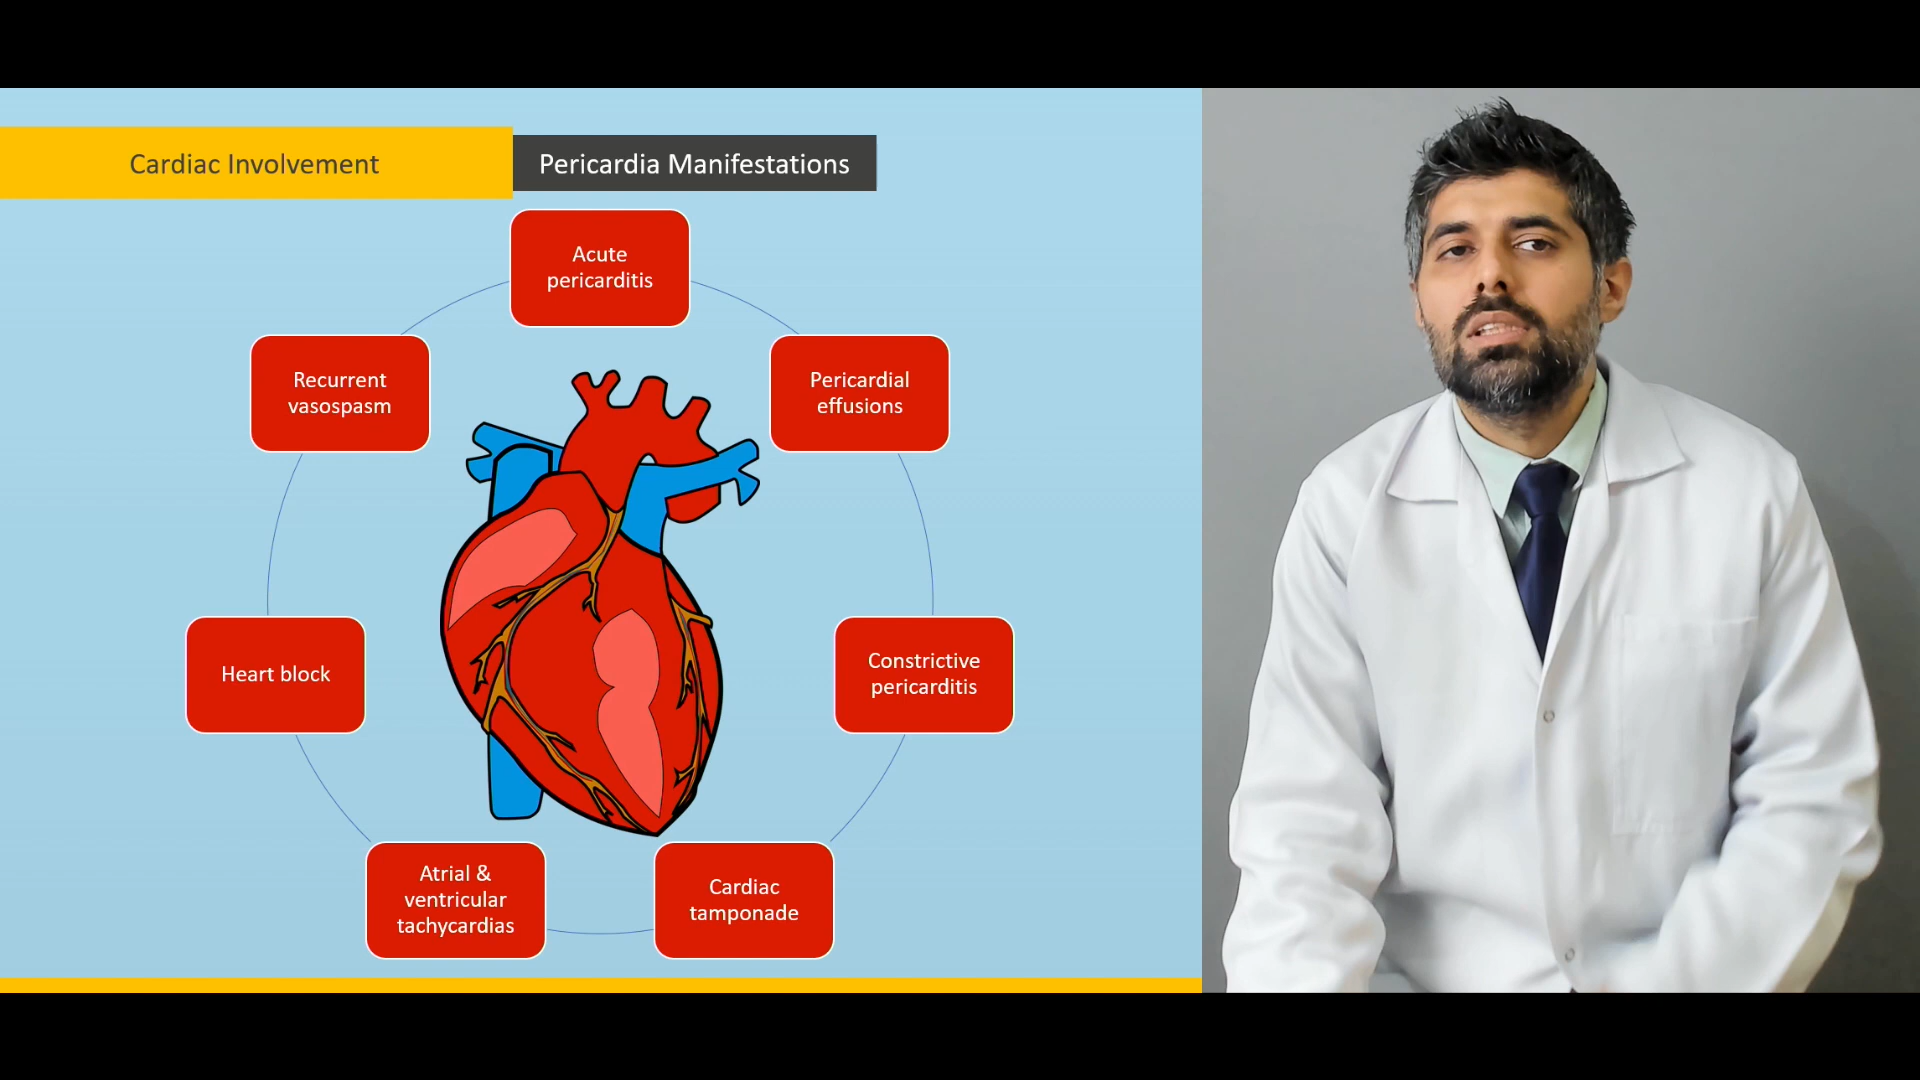 Cardiac Involvement
Pericardia Manifestations
Acute
pericarditis
Recurrent
vasospasm
Pericardial
effusions
Heart block
Constrictive
pericarditis
Atrial &
ventricular
tachycardias
Cardiac
tamponade